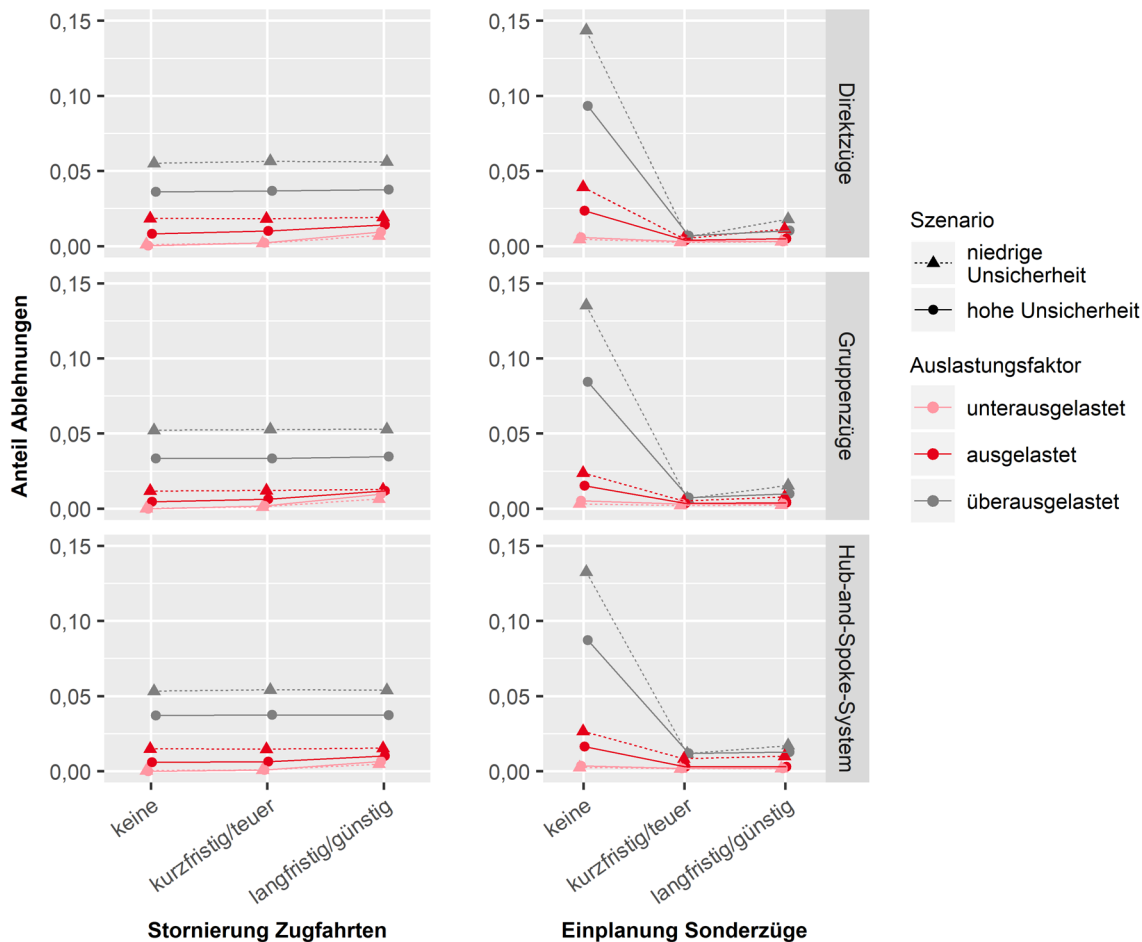 0,15
0,10
0,05
0,00
0,15
0,10
0,05
0,00
Direktzüge
0,15
0,10
0,05
0,00
0,15
0,10
0,05
0,00
Gruppenzüge
0,15
0,10
0,05
0,00
0,15
0,10
0,05
0,00
Hub-and-Spoke-System
Anteil Ablehnungen
keine
kurzfristig/teuer
langfristig/günstig
Stornierung Zugfahrten
keine
kurzfristig/teuer
langfristig/günstig
Einplanung Sonderzüge
Szenario
niedrige
Unsicherheit
hohe Unsicherheit
Auslastungsfaktor
unterausgelastet
ausgelastet
überausgelastet